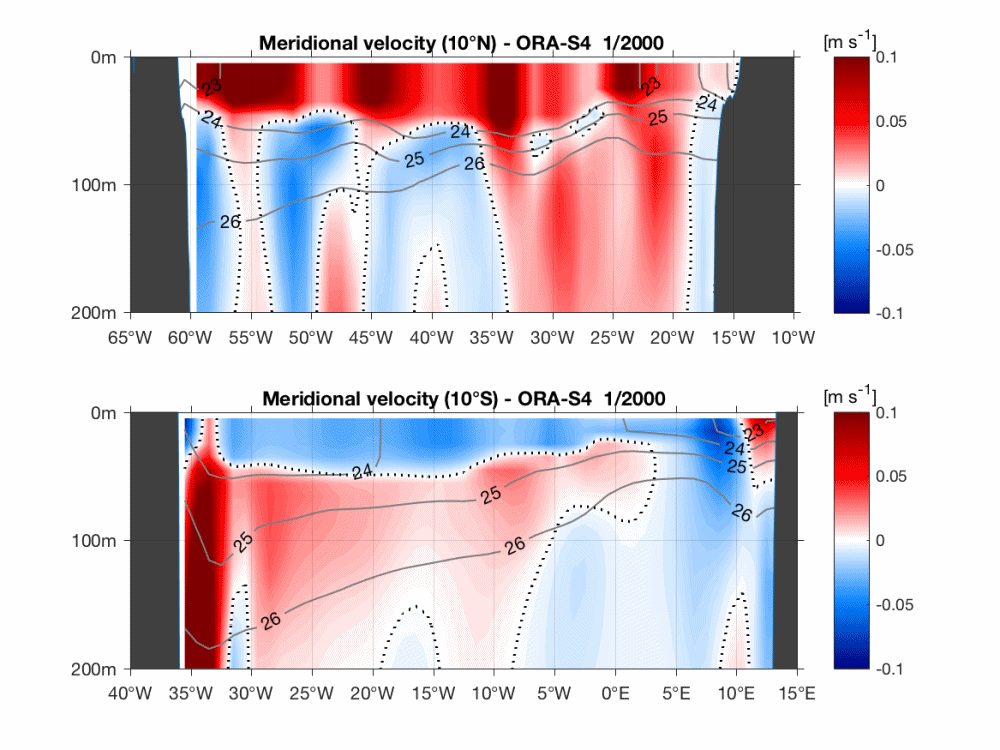 Meridional velocity (10°N) - ORA-S4 1/2000
[m s-1]
0m
100m
200m
65°W 60°W 55°W 50°W 45°W 40°W 35°W 30°W 25°W 20°W 15°W 10°W
23
24
26
24
25
26
23
24
25
0.1
0.05
0
-0.05
-0.1
Meridional velocity (10°S) - ORA-S4 1/2000
[m s-1]
0m
100m
200m
40°W 35°W 30°W 25°W 20°W 15°W 10°W 5°W 0°E 5°E 10°E 15°E
24
25
25
26
26
23
24
25
26
0.1
0.05
0
-0.05
-0.1